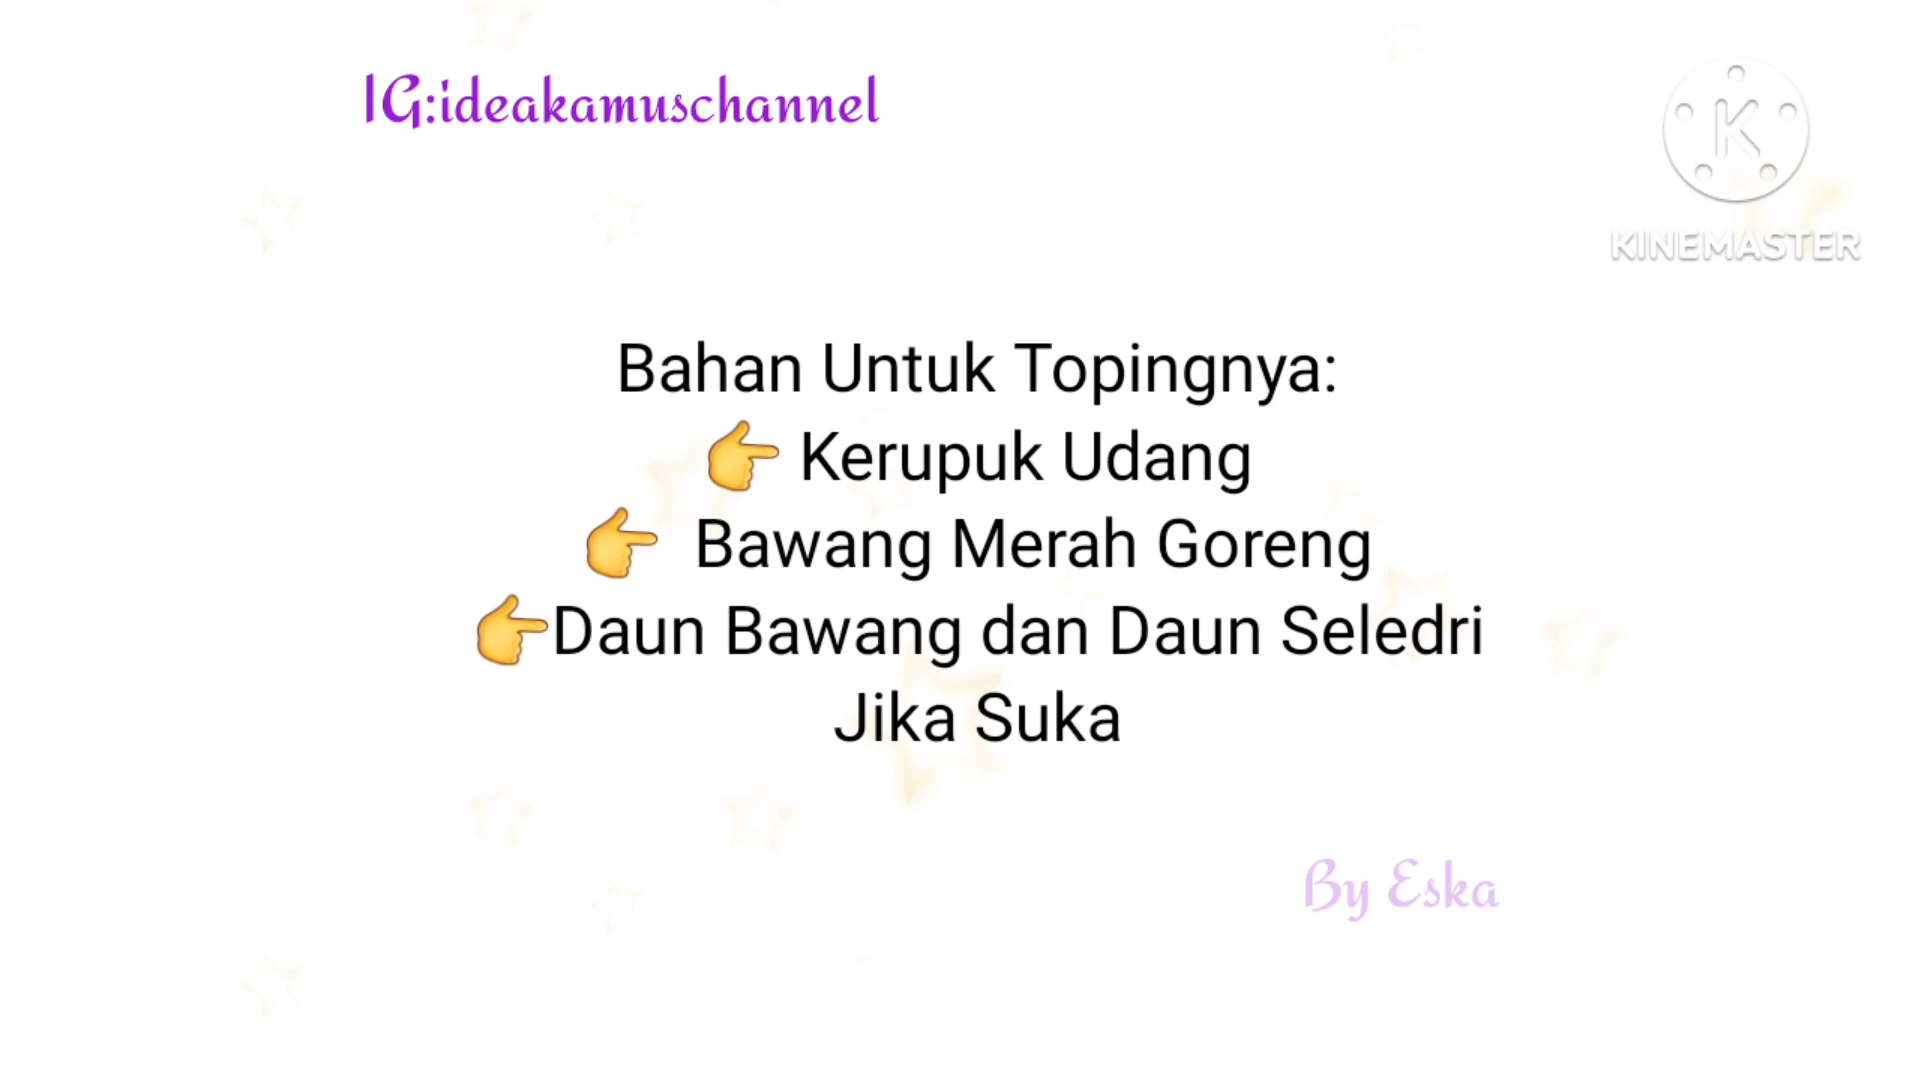 IG:ideakamuschannel
KINEMASTER
Bahan Untuk Topingnya:
👉 Kerupuk Udang
👉 Bawang Merah Goreng
👉Daun Bawang dan Daun Seledri
Jika Suka
By Eska